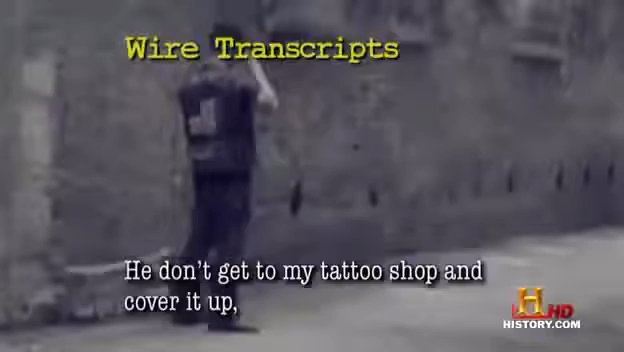 Wire Transcripts
He don't get to my tattoo shop and
cover it up,
H HD
HISTORY.COM